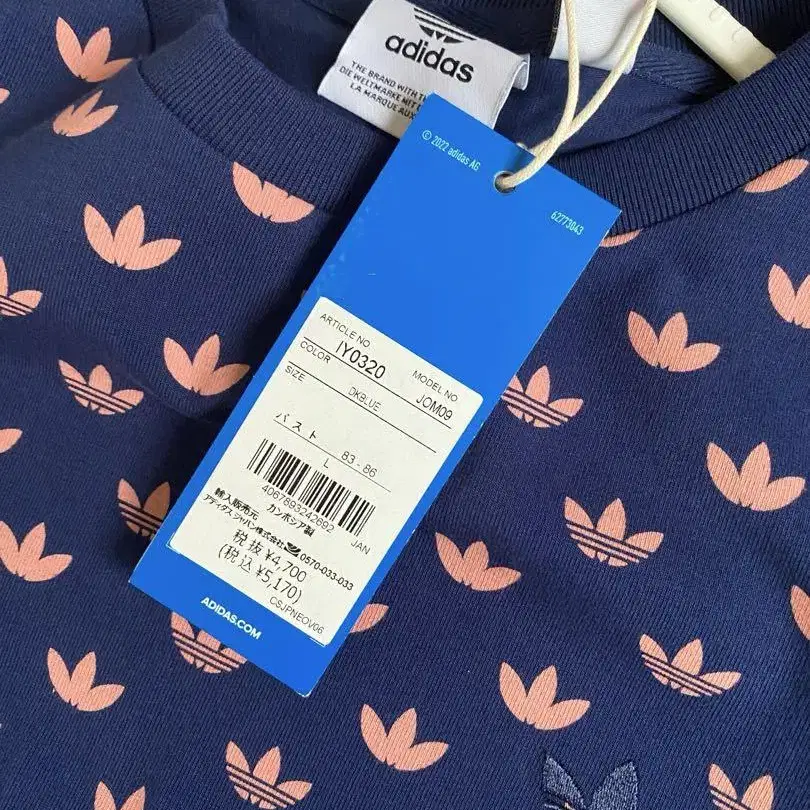 adidas
THE BRAND WITH
DIE WELTMARKE MIT
LA MARQUE AUX
© 2022 adidas AG
62773043
ARTICLE NO
IY0320
MODEL NO
JOM09
COLOR
DKBLUE
SIZE
バスト 83-86
L
4067893242692
JAN
カンボジア製
輸入販売元
アディダス ジャパン株式会社 0570-033-033
税抜 ¥4,700
(税込 ¥5,170)
CSJPNEOV06
ADIDAS.COM